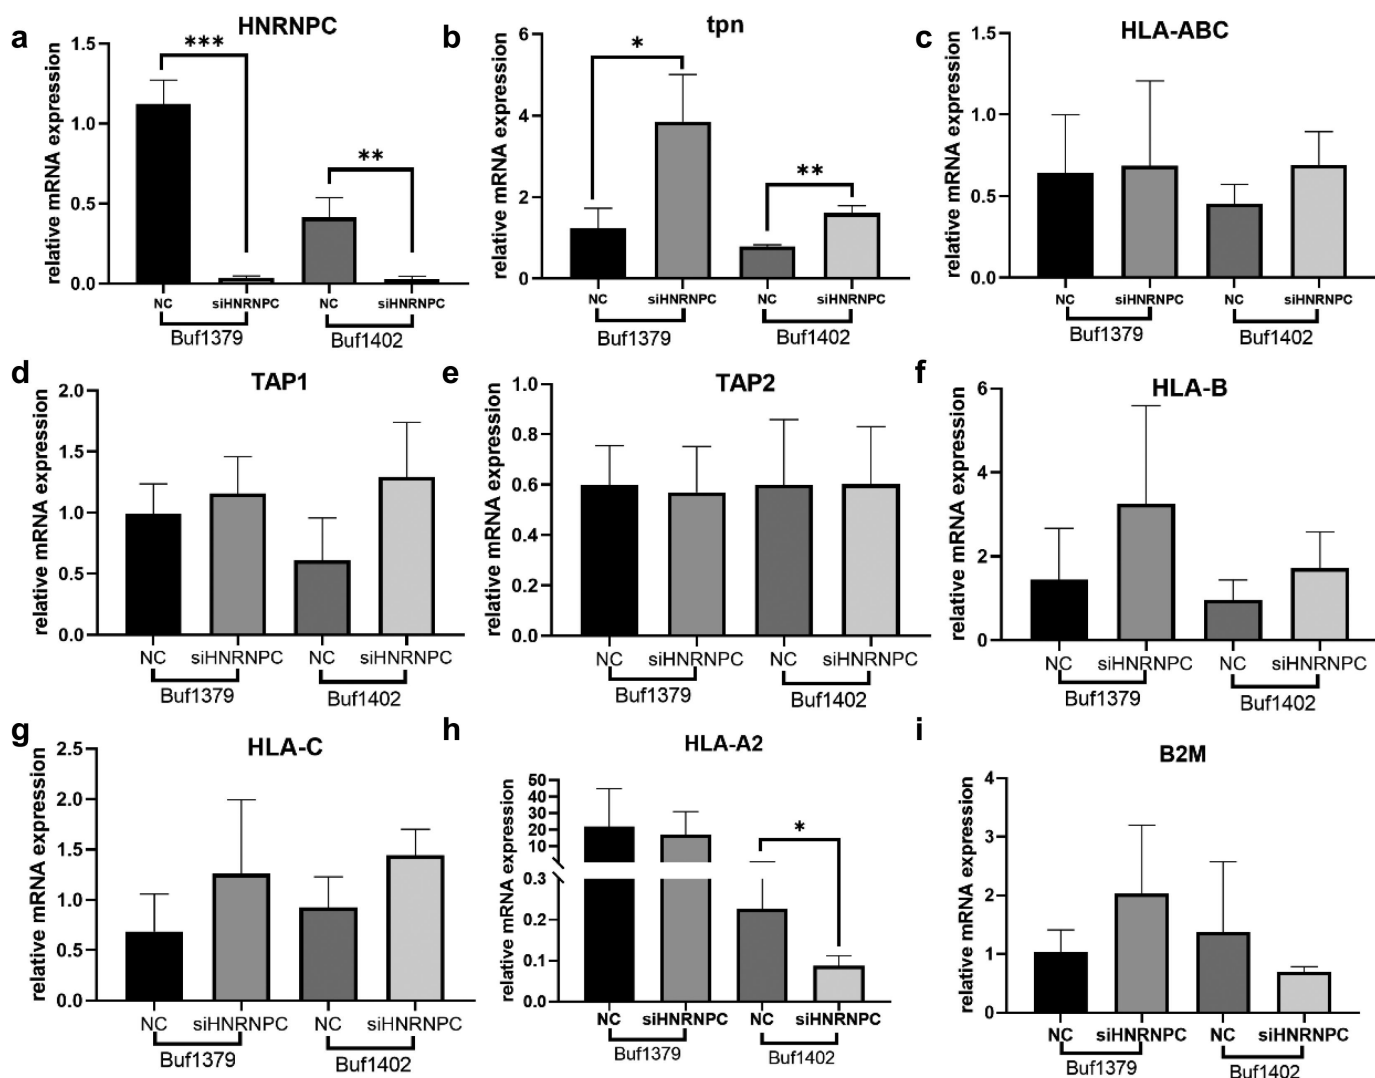 a
HNRNPC
relative mRNA expression
1.5
1.0
0.5
0.0
***
**
NC siHNRNPC NC siHNRNPC
Buf1379 Buf1402
b
tpn
relative mRNA expression
6
4
2
0
*
**
NC siHNRNPC NC siHNRNPC
Buf1379 Buf1402
c
HLA-ABC
relative mRNA expression
1.5
1.0
0.5
0.0
NC siHNRNPC NC siHNRNPC
Buf1379 Buf1402
d
TAP1
relative mRNA expression
2.0
1.5
1.0
0.5
0.0
NC siHNRNPC NC siHNRNPC
Buf1379 Buf1402
e
TAP2
relative mRNA expression
1.0
0.8
0.6
0.4
0.2
0.0
NC siHNRNPC NC siHNRNPC
Buf1379 Buf1402
f
HLA-B
relative mRNA expression
6
4
2
0
NC siHNRNPC NC siHNRNPC
Buf1379 Buf1402
g
HLA-C
relative mRNA expression
2.5
2.0
1.5
1.0
0.5
0.0
NC siHNRNPC NC siHNRNPC
Buf1379 Buf1402
h
HLA-A2
relative mRNA expression
50
40
30
20
10
0.3
0.2
0.1
0.0
*
NC siHNRNPC NC siHNRNPC
Buf1379 Buf1402
i
B2M
relative mRNA expression
4
3
2
1
0
NC siHNRNPC NC siHNRNPC
Buf1379 Buf1402